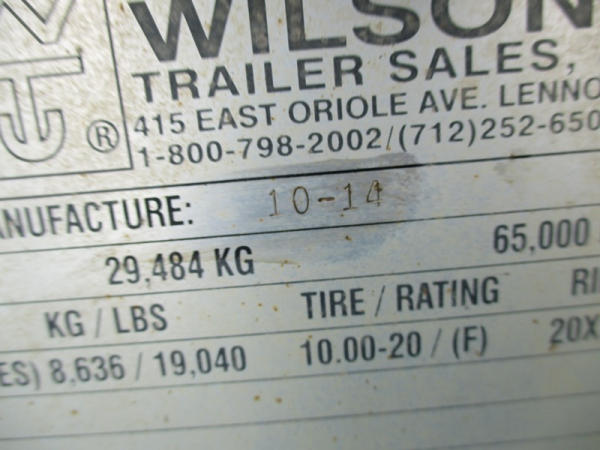 WILSON
TRAILER SALES,
415 EAST ORIOLE AVE. LENNO
® 1-800-798-2002/(712)252-650
ANUFACTURE: 10-14
29,484 KG 65,000
KG / LBS TIRE / RATING RI
ES) 8,636 / 19,040 10.00-20 / (F) 20X